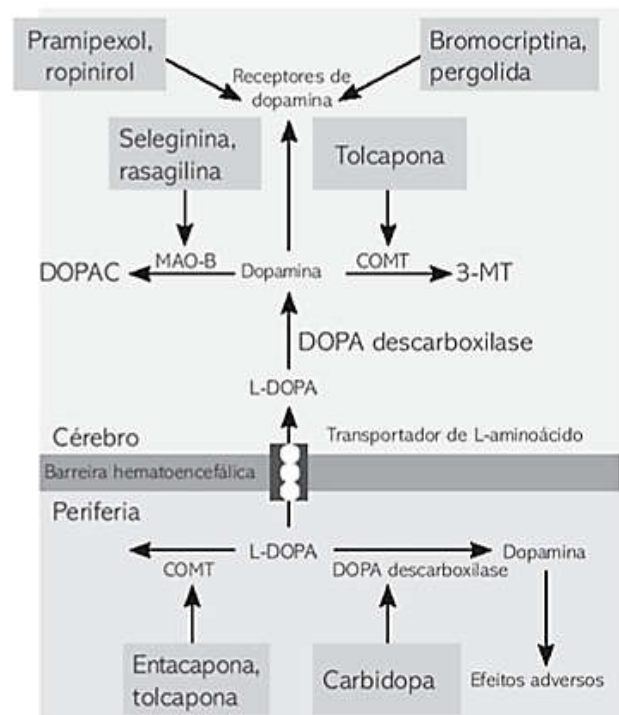 Pramipexol,
ropinirol
Bromocriptina,
pergolida
Receptores de
dopamina
Seleginina,
rasagilina
Tolcapona
DOPAC
MAO-B
Dopamina
COMT
3-MT
DOPA descarboxilase
L-DOPA
Cérebro
Transportador de L-aminoácido
Barreira hematoencefálica
Periferia
L-DOPA
Dopamina
COMT
DOPA descarboxilase
Entacapona,
tolcapona
Carbidopa
Efeitos adversos